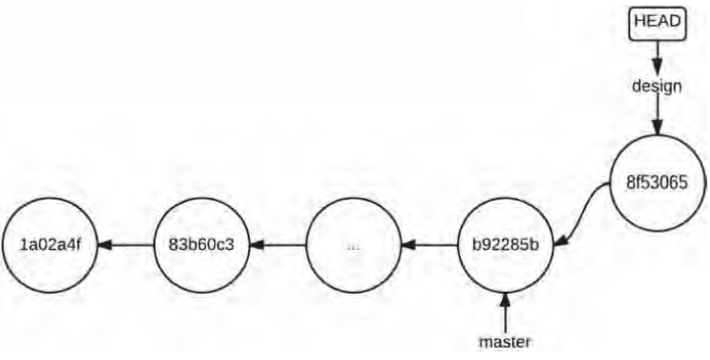 HEAD
design
8f53065
1a02a4f
83b60c3
...
b92285b
master